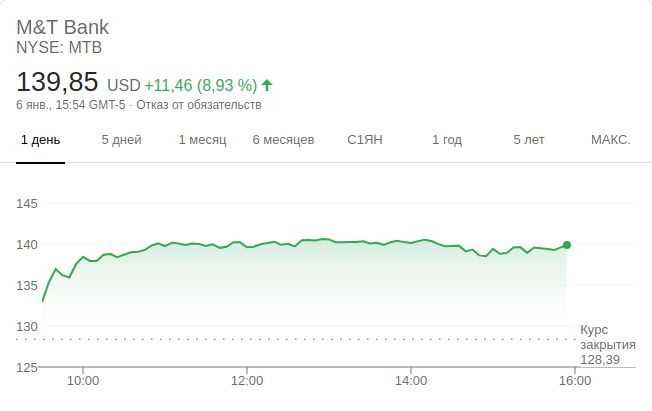 M&T Bank
NYSE: MTB
139,85 USD +11,46 (8,93 %)
6 янв., 15:54 GMT-5 · Отказ от обязательств
1 день 5 дней 1 месяц 6 месяцев С1ЯН 1 год 5 лет МАКС.
145
140
135
130
125
Курс
закрытия
128,39
10:00 12:00 14:00 16:00